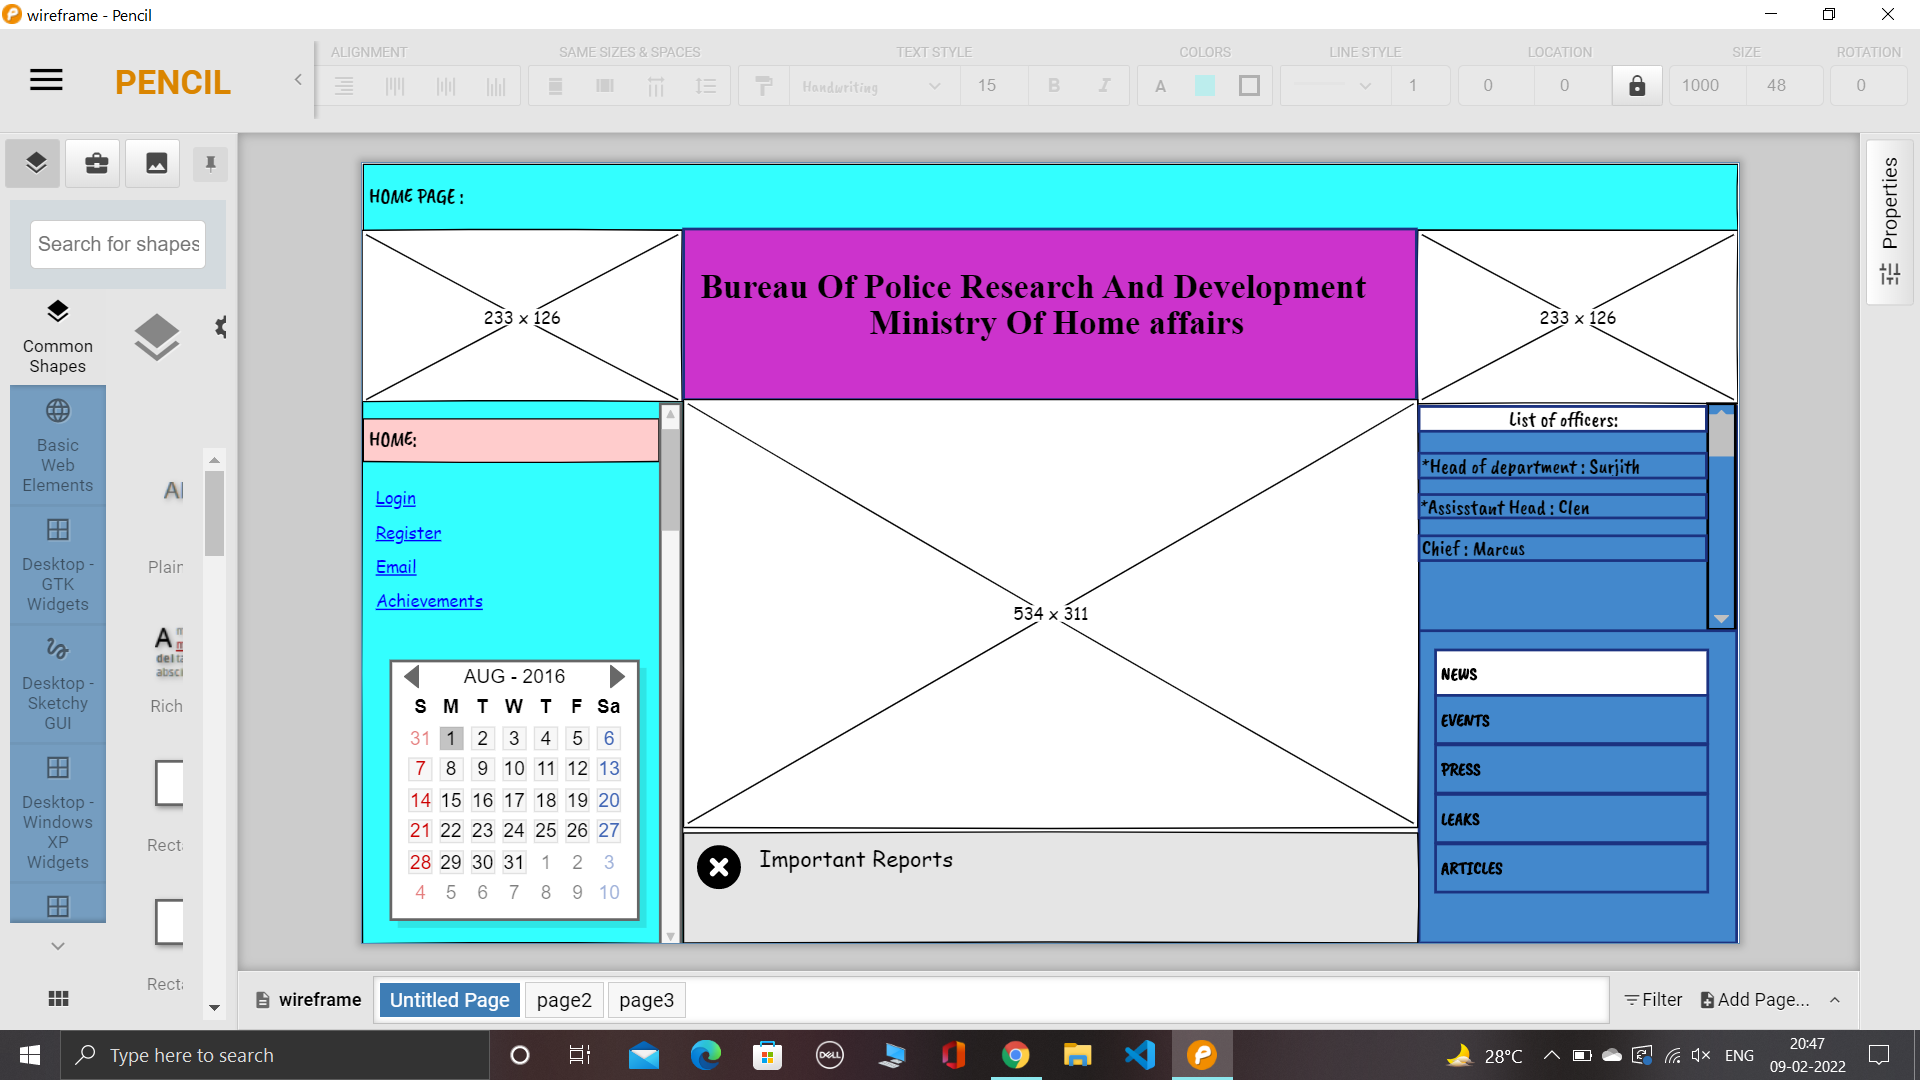 wireframe - Pencil
ALIGNMENT
SAME SIZES & SPACES
TEXT STYLE
COLORS
LINE STYLE
LOCATION
SIZE
ROTATION
PENCIL
Handwriting
15
B
I
A
1
0
0
1000
48
0
Search for shapes
Common
Shapes
Basic
Web
Elements
Desktop -
GTK
Widgets
Desktop -
Sketchy
GUI
Desktop -
Windows
XP
Widgets
Plain
Rich
Recta
Recta
HOME PAGE :
233 x 126
Bureau Of Police Research And Development
Ministry Of Home affairs
233 x 126
HOME:
Login
Register
Email
Achievements
AUG - 2016
S M T W T F Sa
31 1 2 3 4 5 6
7 8 9 10 11 12 13
14 15 16 17 18 19 20
21 22 23 24 25 26 27
28 29 30 31 1 2 3
4 5 6 7 8 9 10
534 x 311
Important Reports
List of officers:
*Head of department : Surjith
*Assisstant Head : Clen
Chief : Marcus
NEWS
EVENTS
PRESS
LEAKS
ARTICLES
Properties
wireframe
Untitled Page
page2
page3
Filter
Add Page...
Type here to search
DELL
28°C
ENG
20:47
09-02-2022